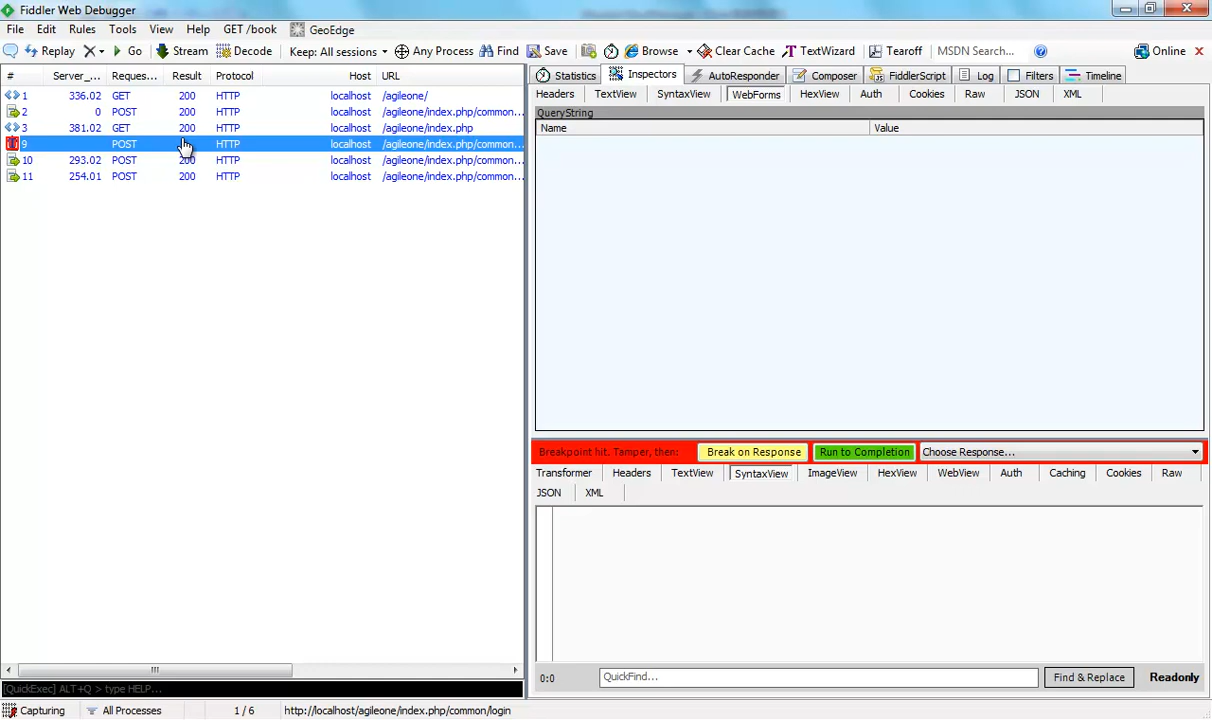 Fiddler Web Debugger
File Edit Rules Tools View Help GET /book GeoEdge
Replay Go Stream Decode Keep: All sessions Any Process Find Save Browse Clear Cache TextWizard Tearoff MSDN Search... Online
# Server_... Reques... Result Protocol Host URL
1 336.02 GET 200 HTTP localhost /agileone/
2 0 POST 200 HTTP localhost /agileone/index.php/common...
3 381.02 GET 200 HTTP localhost /agileone/index.php
9 POST HTTP localhost /agileone/index.php/common...
10 293.02 POST 200 HTTP localhost /agileone/index.php/common...
11 254.01 POST 200 HTTP localhost /agileone/index.php/common...
[QuickExec] ALT+Q > type HELP...
Statistics Inspectors AutoResponder Composer FiddlerScript Log Filters Timeline
Headers TextView SyntaxView WebForms HexView Auth Cookies Raw JSON XML
QueryString
Name Value
Breakpoint hit. Tamper, then: Break on Response Run to Completion Choose Response...
Transformer Headers TextView SyntaxView ImageView HexView WebView Auth Caching Cookies Raw
JSON XML
0:0 QuickFind... Find & Replace Readonly
Capturing All Processes 1 / 6 http://localhost/agileone/index.php/common/login